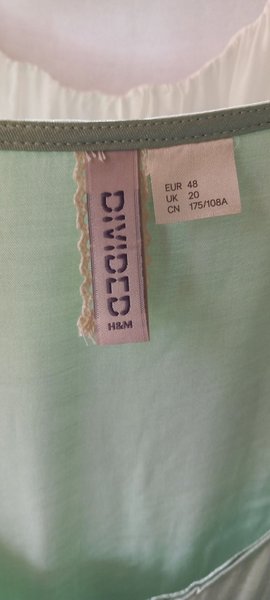 DIVIDED
H&M
EUR 48
UK 20
CN 175/108A